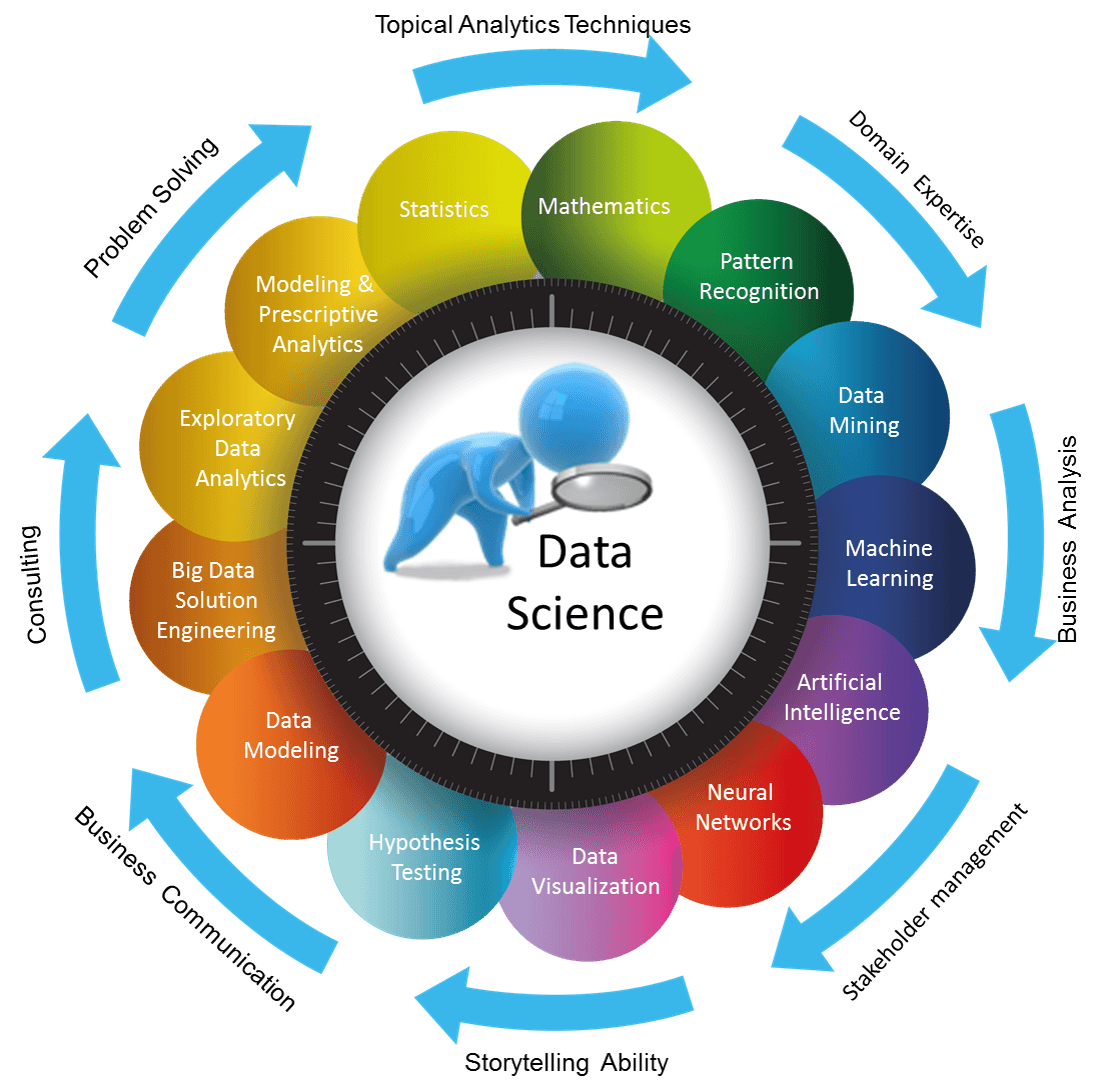 Topical Analytics Techniques
Domain Expertise
Business Analysis
Stakeholder management
Storytelling Ability
Business Communication
Consulting
Problem Solving
Statistics
Mathematics
Pattern
Recognition
Data
Mining
Machine
Learning
Artificial
Intelligence
Neural
Networks
Data
Visualization
Hypothesis
Testing
Data
Modeling
Big Data
Solution
Engineering
Exploratory
Data
Analytics
Modeling &
Prescriptive
Analytics
Data
Science